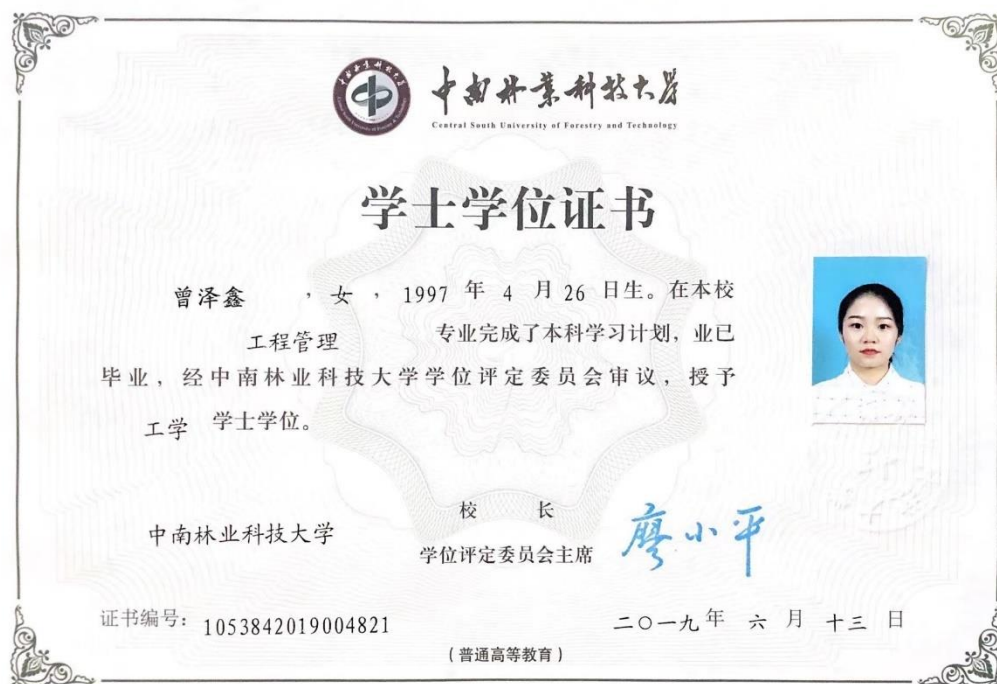 中南林业科技大学
Central South University of Forestry and Technology
学士学位证书
曾泽鑫 ,女, 1997 年 4 月 26 日生。在本校
工程管理 专业完成了本科学习计划,业已
毕业,经中南林业科技大学学位评定委员会审议,授予
工学 学士学位。
校 长
中南林业科技大学
学位评定委员会主席
廖小平
证书编号:1053842019004821
二〇一九年 六 月 十三 日
(普通高等教育)